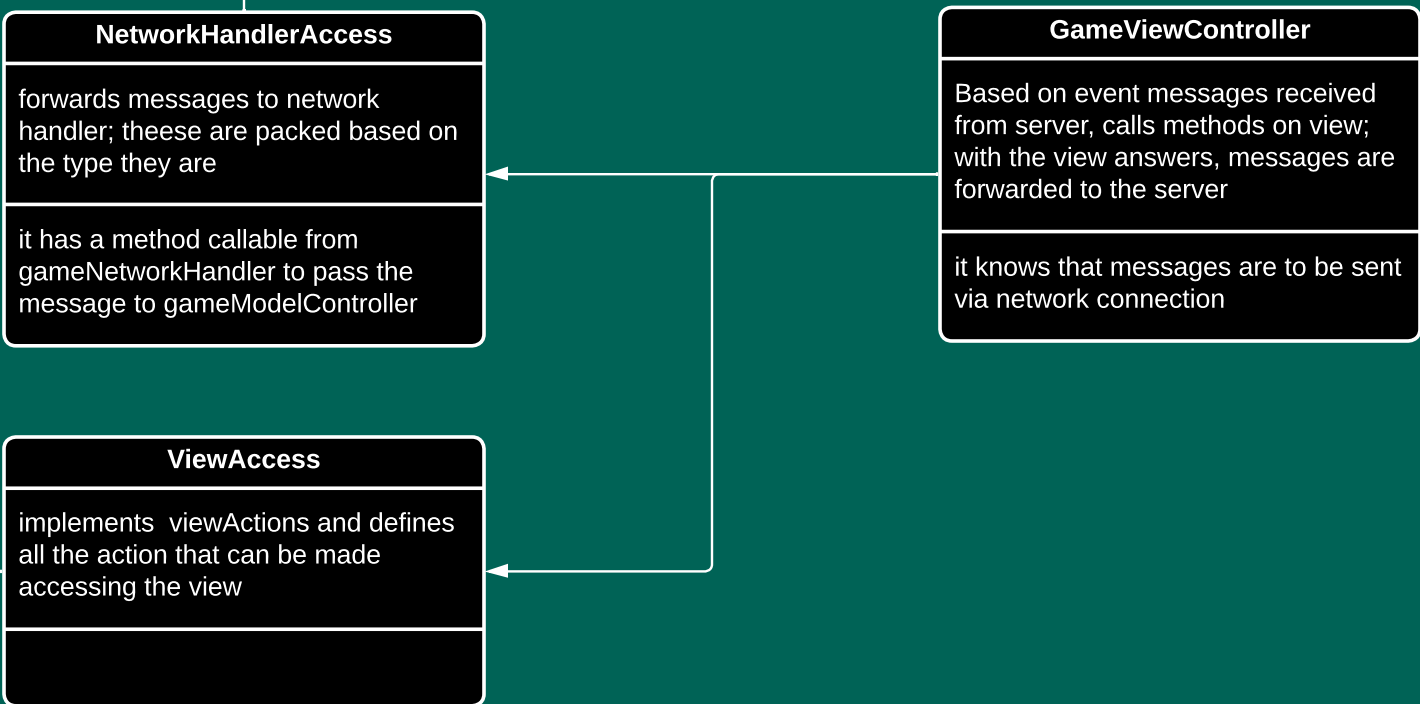 NetworkHandlerAccess
forwards messages to network
handler; theese are packed based on
the type they are
it has a method callable from
gameNetworkHandler to pass the
message to gameModelController
GameViewController
Based on event messages received
from server, calls methods on view;
with the view answers, messages are
forwarded to the server
it knows that messages are to be sent
via network connection
ViewAccess
implements  viewActions and defines
all the action that can be made
accessing the view